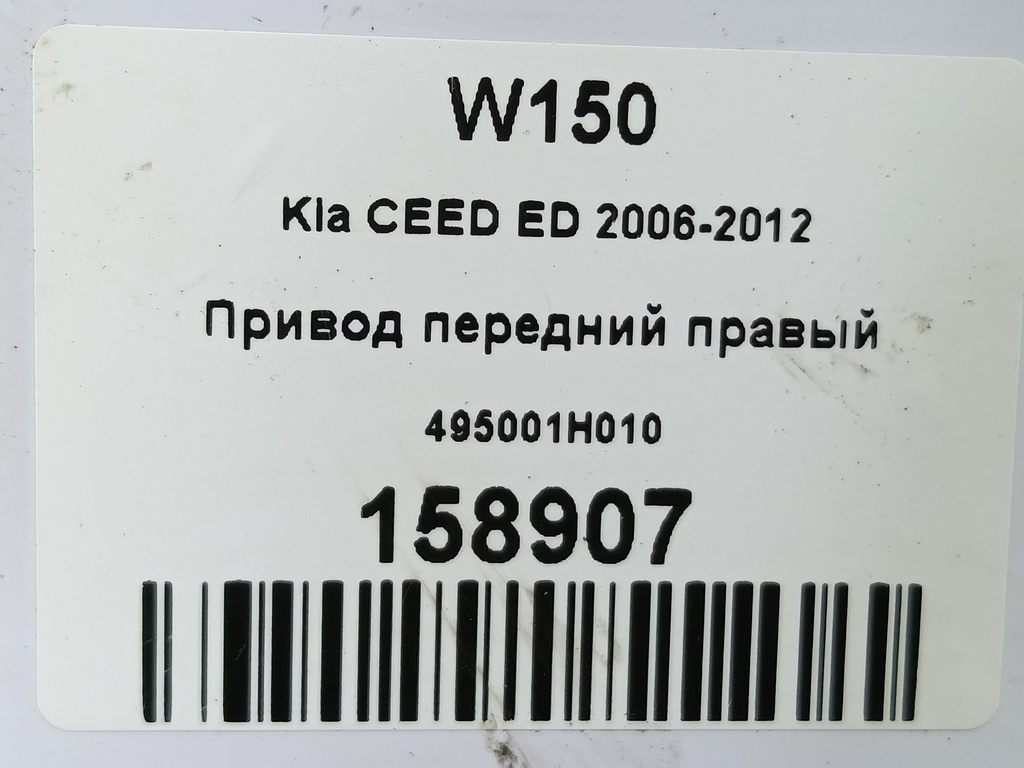 W150
Kia CEED ED 2006-2012
Привод передний правый
495001H010
158907